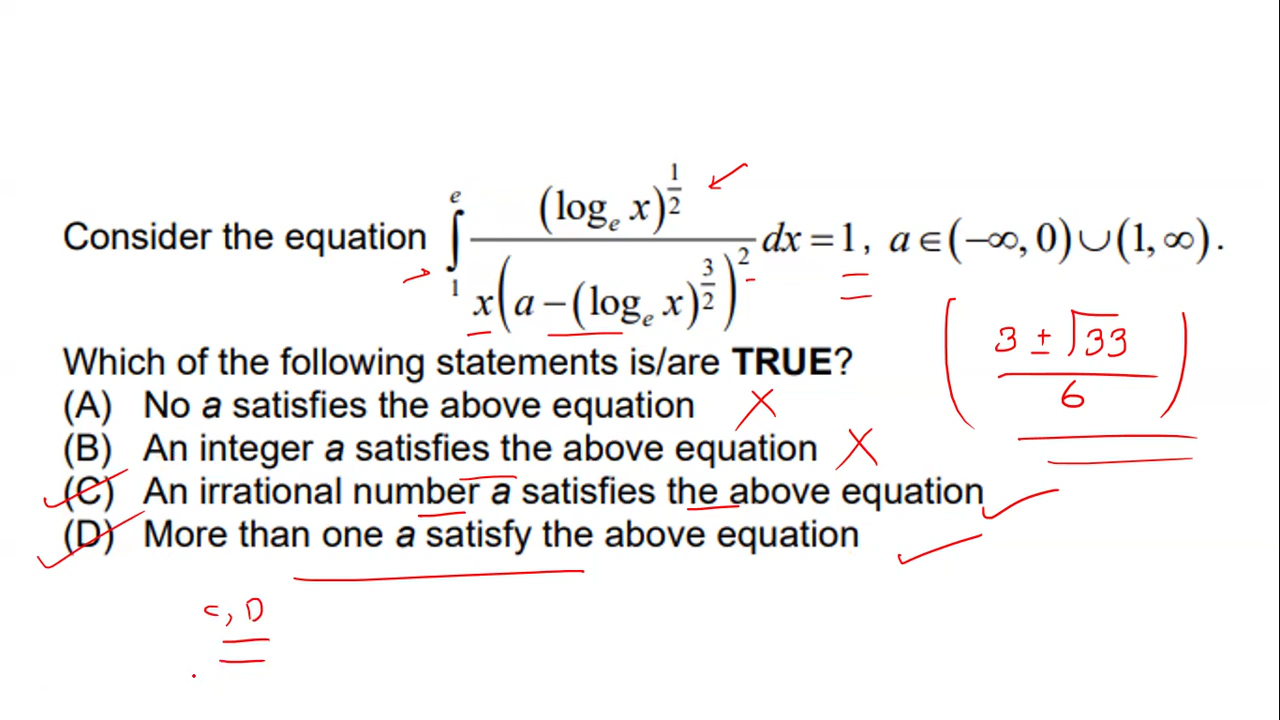 Consider the equation ∫₁ᵉ (logₑ x)^(1/2) / (x(a − (logₑ x)^(3/2))²) dx = 1, a ∈ (−∞, 0) ∪ (1, ∞).
(3 ± √33 / 6)
Which of the following statements is/are TRUE?
(A) No a satisfies the above equation
(B) An integer a satisfies the above equation
(C) An irrational number a satisfies the above equation
(D) More than one a satisfy the above equation
C, D